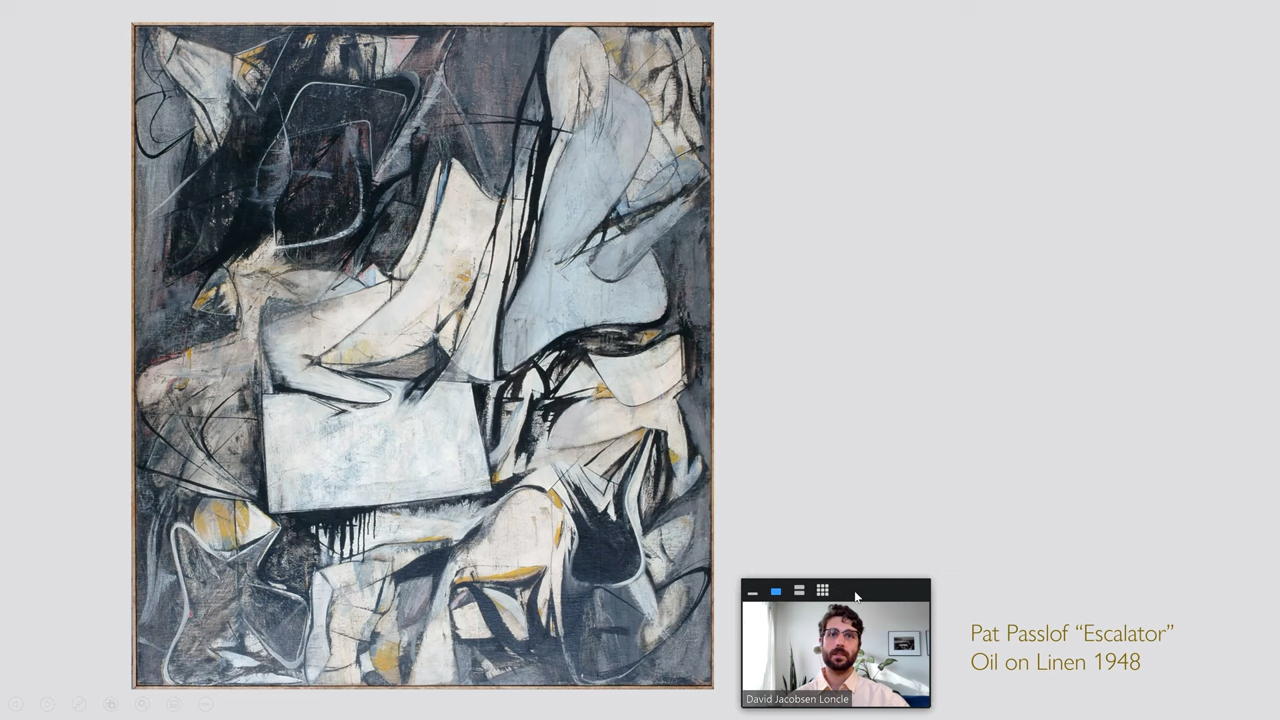 Pat Passlof “Escalator”
Oil on Linen 1948
David Jacobsen Loncle